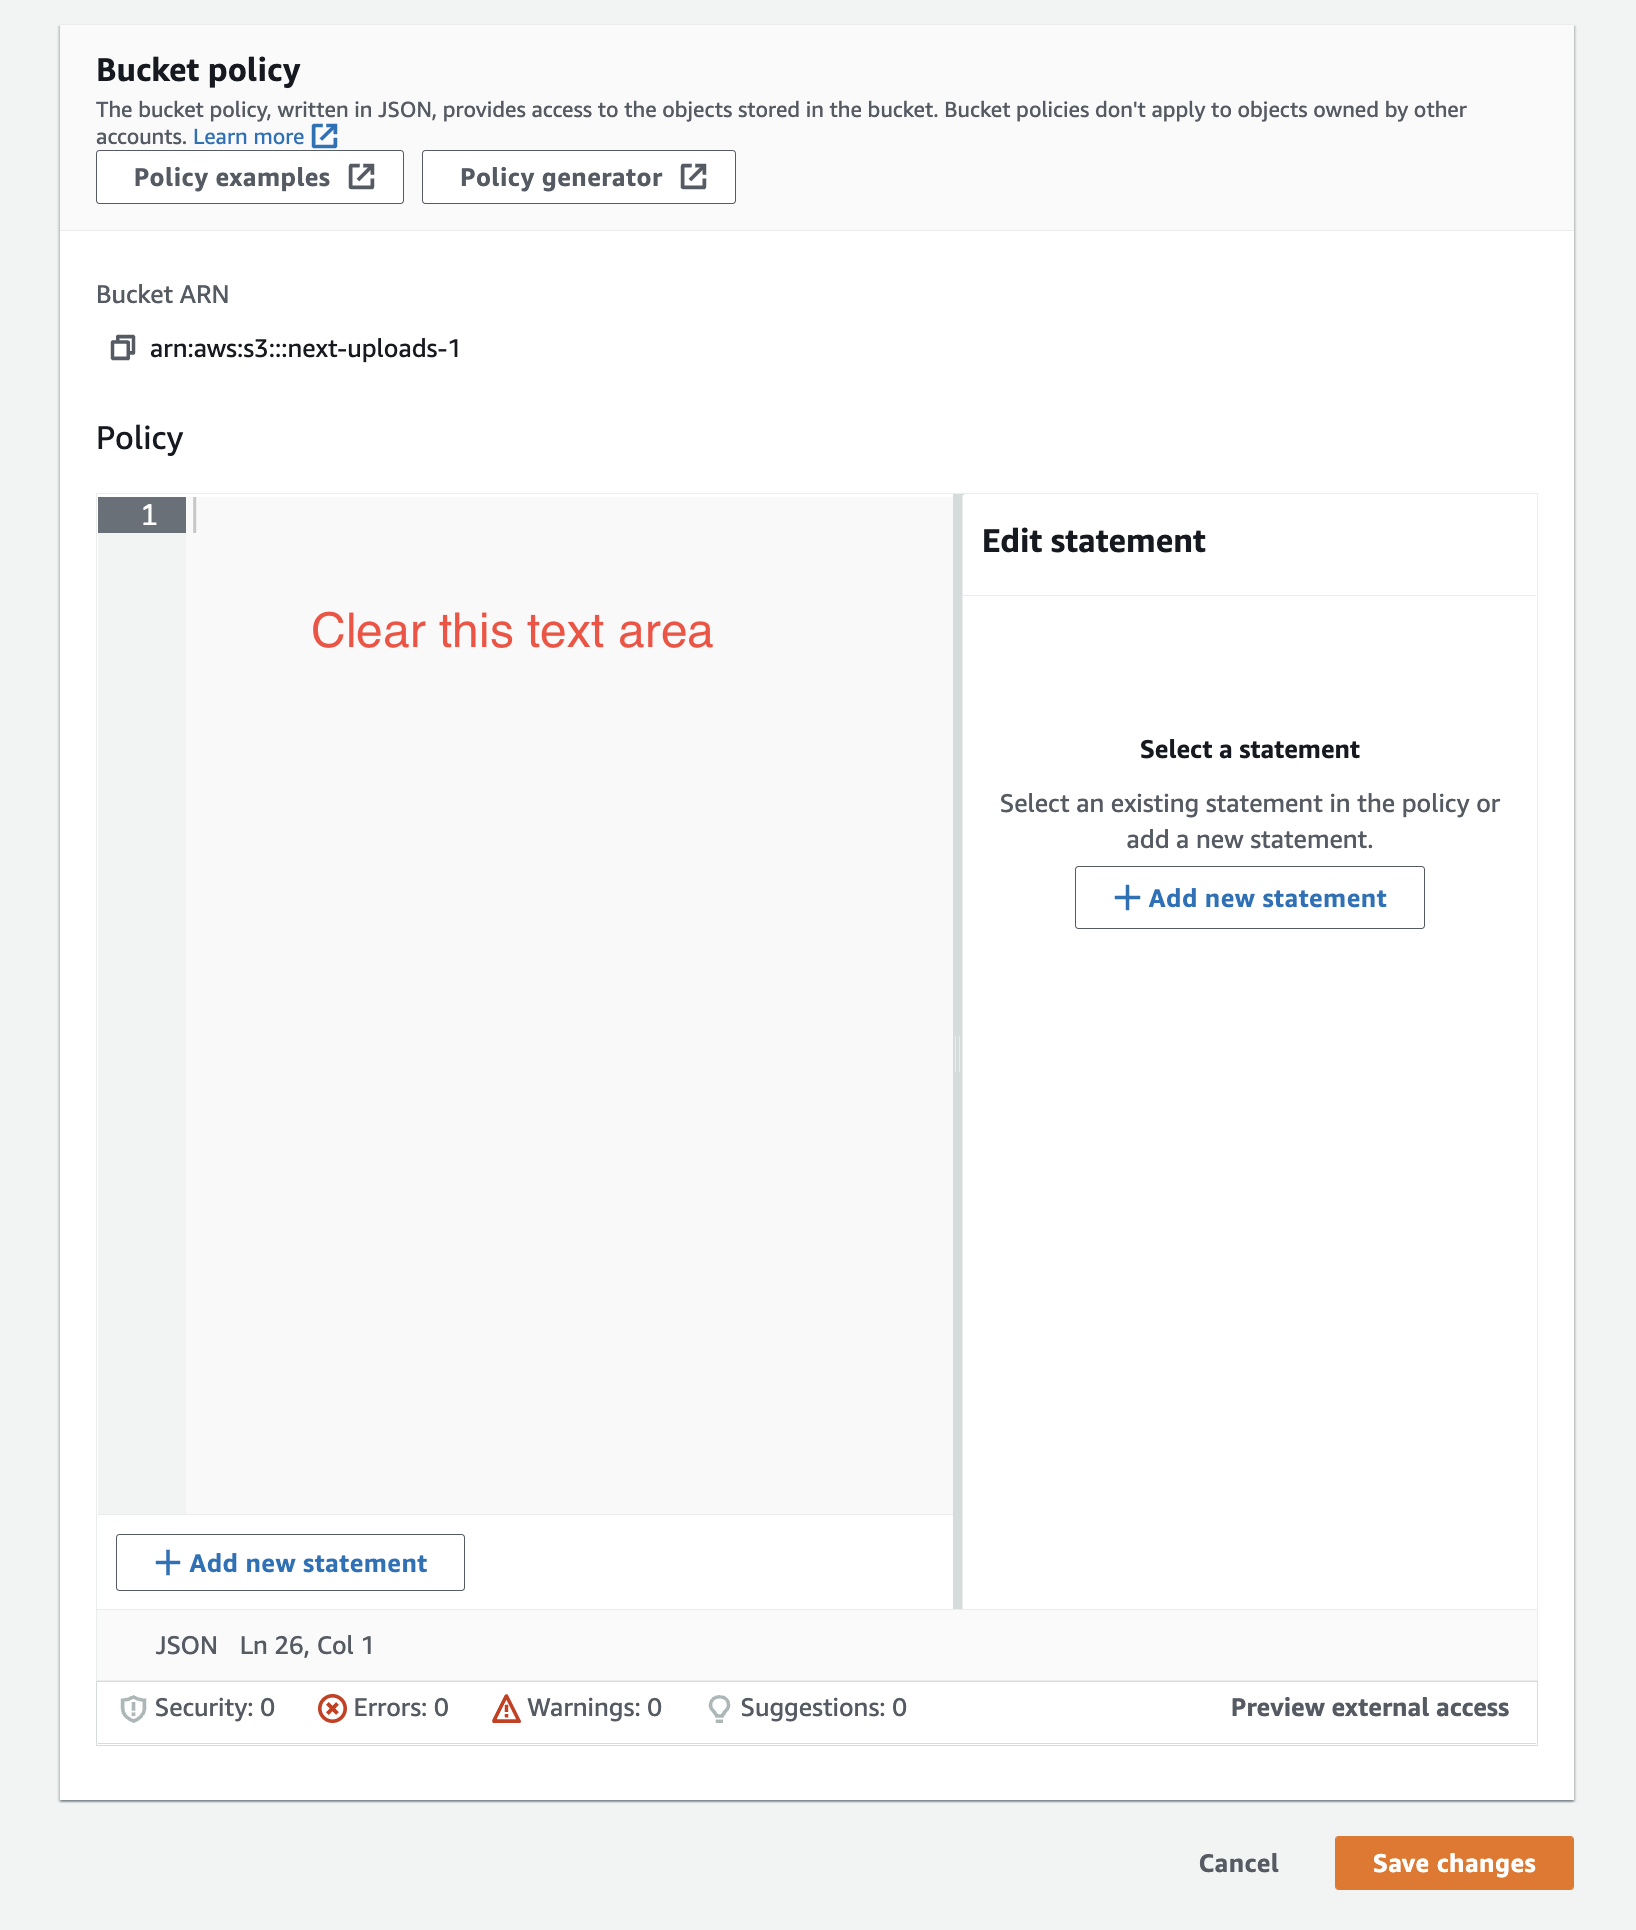 Bucket policy
The bucket policy, written in JSON, provides access to the objects stored in the bucket. Bucket policies don't apply to objects owned by other
accounts. Learn more
Policy examples
Policy generator
Bucket ARN
arn:aws:s3:::next-uploads-1
Policy
1
Clear this text area
Edit statement
Select a statement
Select an existing statement in the policy or
add a new statement.
+ Add new statement
+ Add new statement
JSON Ln 26, Col 1
Security: 0 Errors: 0 Warnings: 0 Suggestions: 0 Preview external access
Cancel Save changes